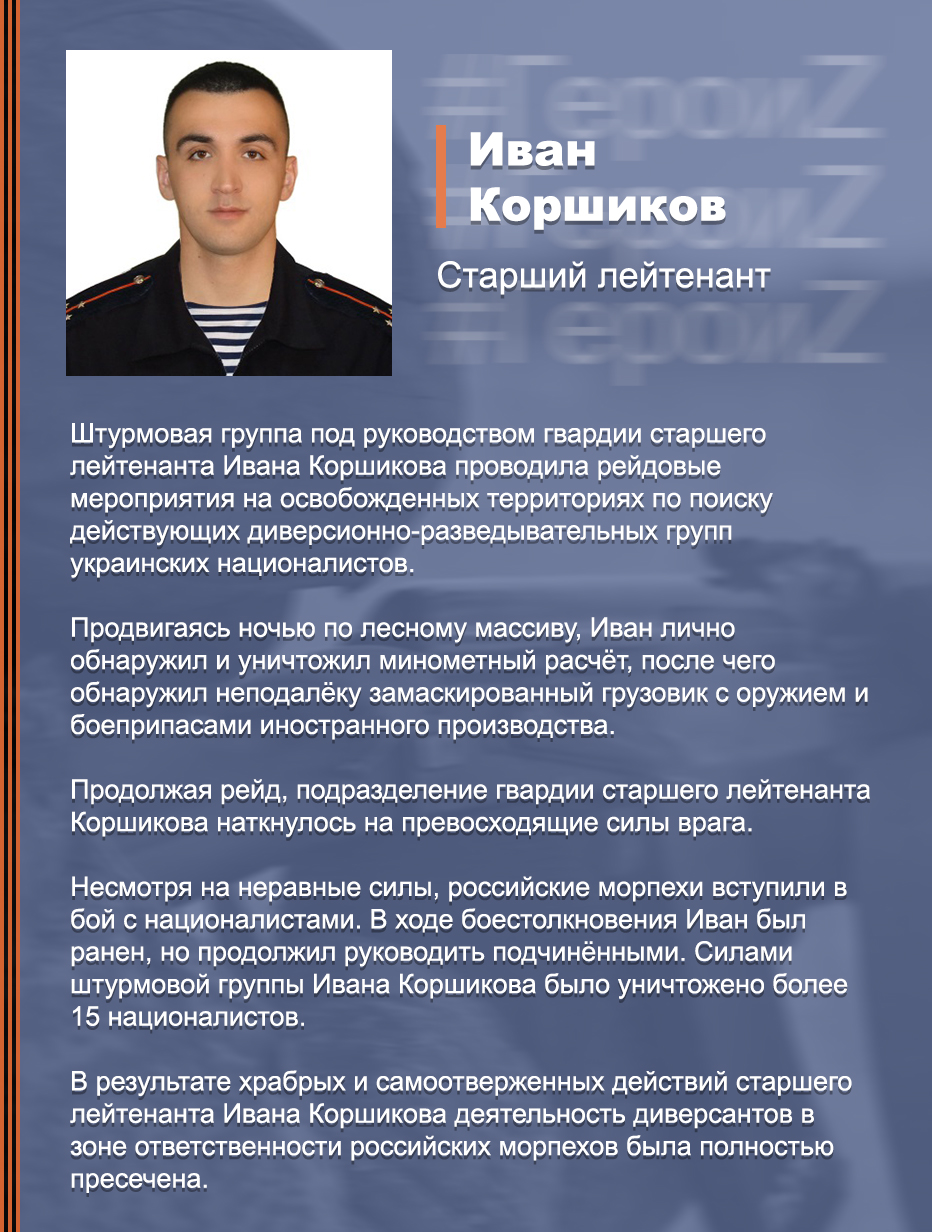 #ГероиZ
Иван
#ГероиZ
Коршиков
Старший лейтенант
#ГероиZ
Штурмовая группа под руководством гвардии старшего
лейтенанта Ивана Коршикова проводила рейдовые
мероприятия на освобожденных территориях по поиску
действующих диверсионно-разведывательных групп
украинских националистов.
Продвигаясь ночью по лесному массиву, Иван лично
обнаружил и уничтожил минометный расчёт, после чего
обнаружил неподалёку замаскированный грузовик с оружием и
боеприпасами иностранного производства.
Продолжая рейд, подразделение гвардии старшего лейтенанта
Коршикова наткнулось на превосходящие силы врага.
Несмотря на неравные силы, российские морпехи вступили в
бой с националистами. В ходе боестолкновения Иван был
ранен, но продолжил руководить подчинёнными. Силами
штурмовой группы Ивана Коршикова было уничтожено более
15 националистов.
В результате храбрых и самоотверженных действий старшего
лейтенанта Ивана Коршикова деятельность диверсантов в
зоне ответственности российских морпехов была полностью
пресечена.